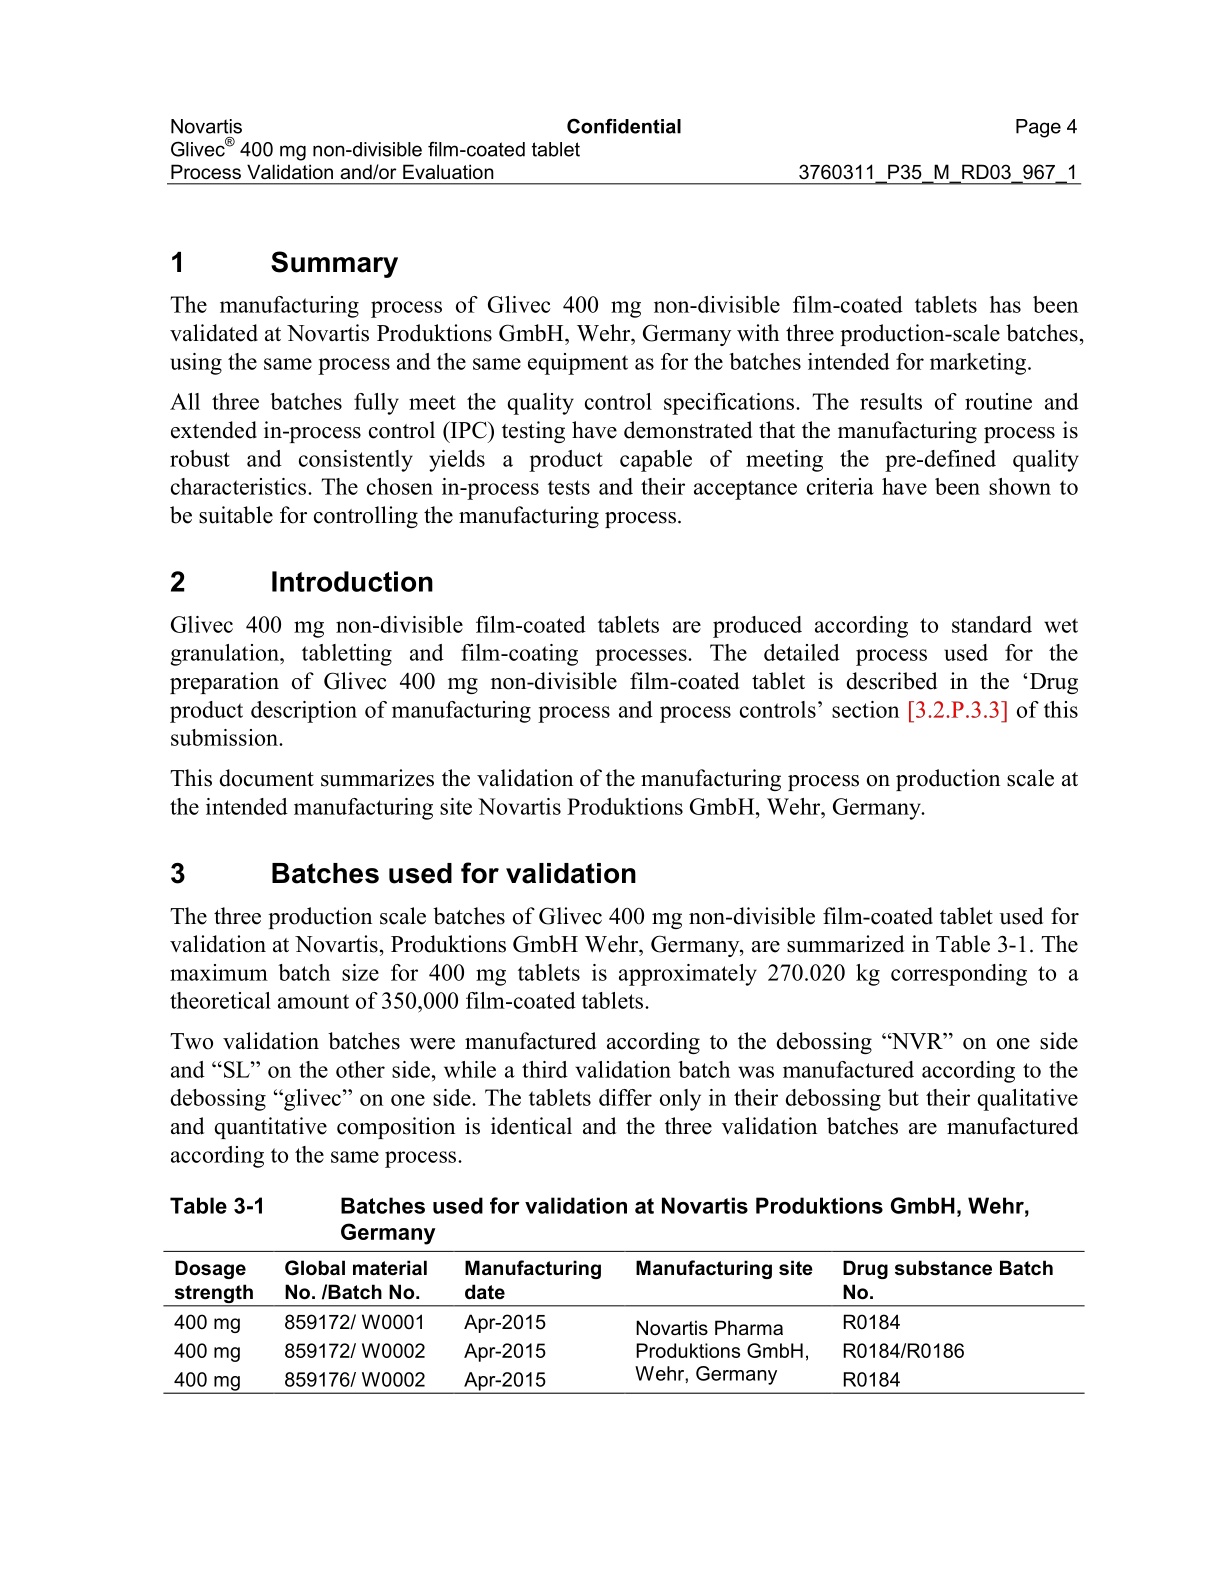 Novartis Confidential Page 4
Glivec® 400 mg non-divisible film-coated tablet
Process Validation and/or Evaluation 3760311_P35_M_RD03_967_1
1 Summary
The manufacturing process of Glivec 400 mg non-divisible film-coated tablets has been
validated at Novartis Produktions GmbH, Wehr, Germany with three production-scale batches,
using the same process and the same equipment as for the batches intended for marketing.
All three batches fully meet the quality control specifications. The results of routine and
extended in-process control (IPC) testing have demonstrated that the manufacturing process is
robust and consistently yields a product capable of meeting the pre-defined quality
characteristics. The chosen in-process tests and their acceptance criteria have been shown to
be suitable for controlling the manufacturing process.
2 Introduction
Glivec 400 mg non-divisible film-coated tablets are produced according to standard wet
granulation, tabletting and film-coating processes. The detailed process used for the
preparation of Glivec 400 mg non-divisible film-coated tablet is described in the ‘Drug
product description of manufacturing process and process controls’ section [3.2.P.3.3] of this
submission.
This document summarizes the validation of the manufacturing process on production scale at
the intended manufacturing site Novartis Produktions GmbH, Wehr, Germany.
3 Batches used for validation
The three production scale batches of Glivec 400 mg non-divisible film-coated tablet used for
validation at Novartis, Produktions GmbH Wehr, Germany, are summarized in Table 3-1. The
maximum batch size for 400 mg tablets is approximately 270.020 kg corresponding to a
theoretical amount of 350,000 film-coated tablets.
Two validation batches were manufactured according to the debossing “NVR” on one side
and “SL” on the other side, while a third validation batch was manufactured according to the
debossing “glivec” on one side. The tablets differ only in their debossing but their qualitative
and quantitative composition is identical and the three validation batches are manufactured
according to the same process.
Table 3-1 Batches used for validation at Novartis Produktions GmbH, Wehr,
Germany
Dosage Global material Manufacturing Manufacturing site Drug substance Batch
strength No. /Batch No. date No.
400 mg 859172/ W0001 Apr-2015 Novartis Pharma R0184
400 mg 859172/ W0002 Apr-2015 Produktions GmbH, R0184/R0186
400 mg 859176/ W0002 Apr-2015 Wehr, Germany R0184